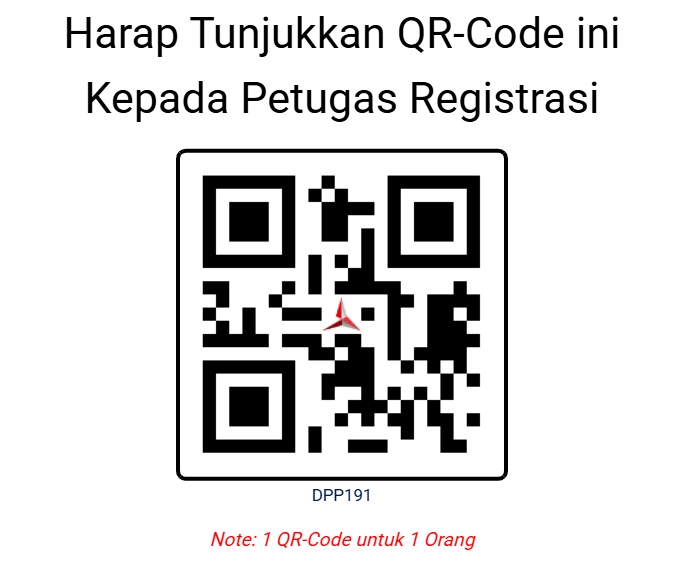 Harap Tunjukkan QR-Code ini
Kepada Petugas Registrasi
DPP191
Note: 1 QR-Code untuk 1 Orang